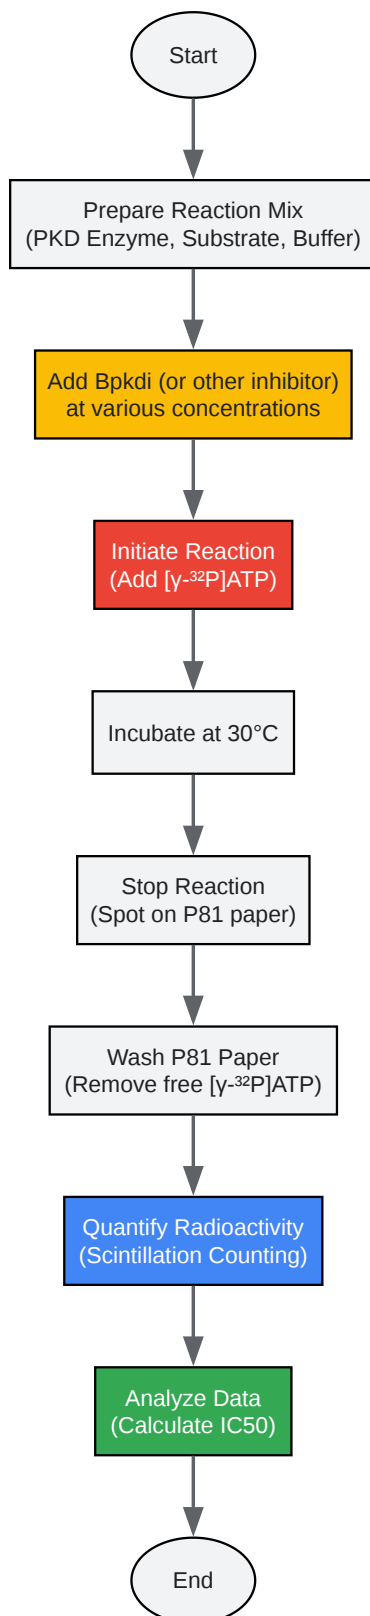 Start
Prepare Reaction Mix
(PKD Enzyme, Substrate, Buffer)
Add Bpkdi (or other inhibitor)
at various concentrations
Initiate Reaction
(Add [γ-³²P]ATP)
Incubate at 30°C
Stop Reaction
(Spot on P81 paper)
Wash P81 Paper
(Remove free [γ-³²P]ATP)
Quantify Radioactivity
(Scintillation Counting)
Analyze Data
(Calculate IC50)
End